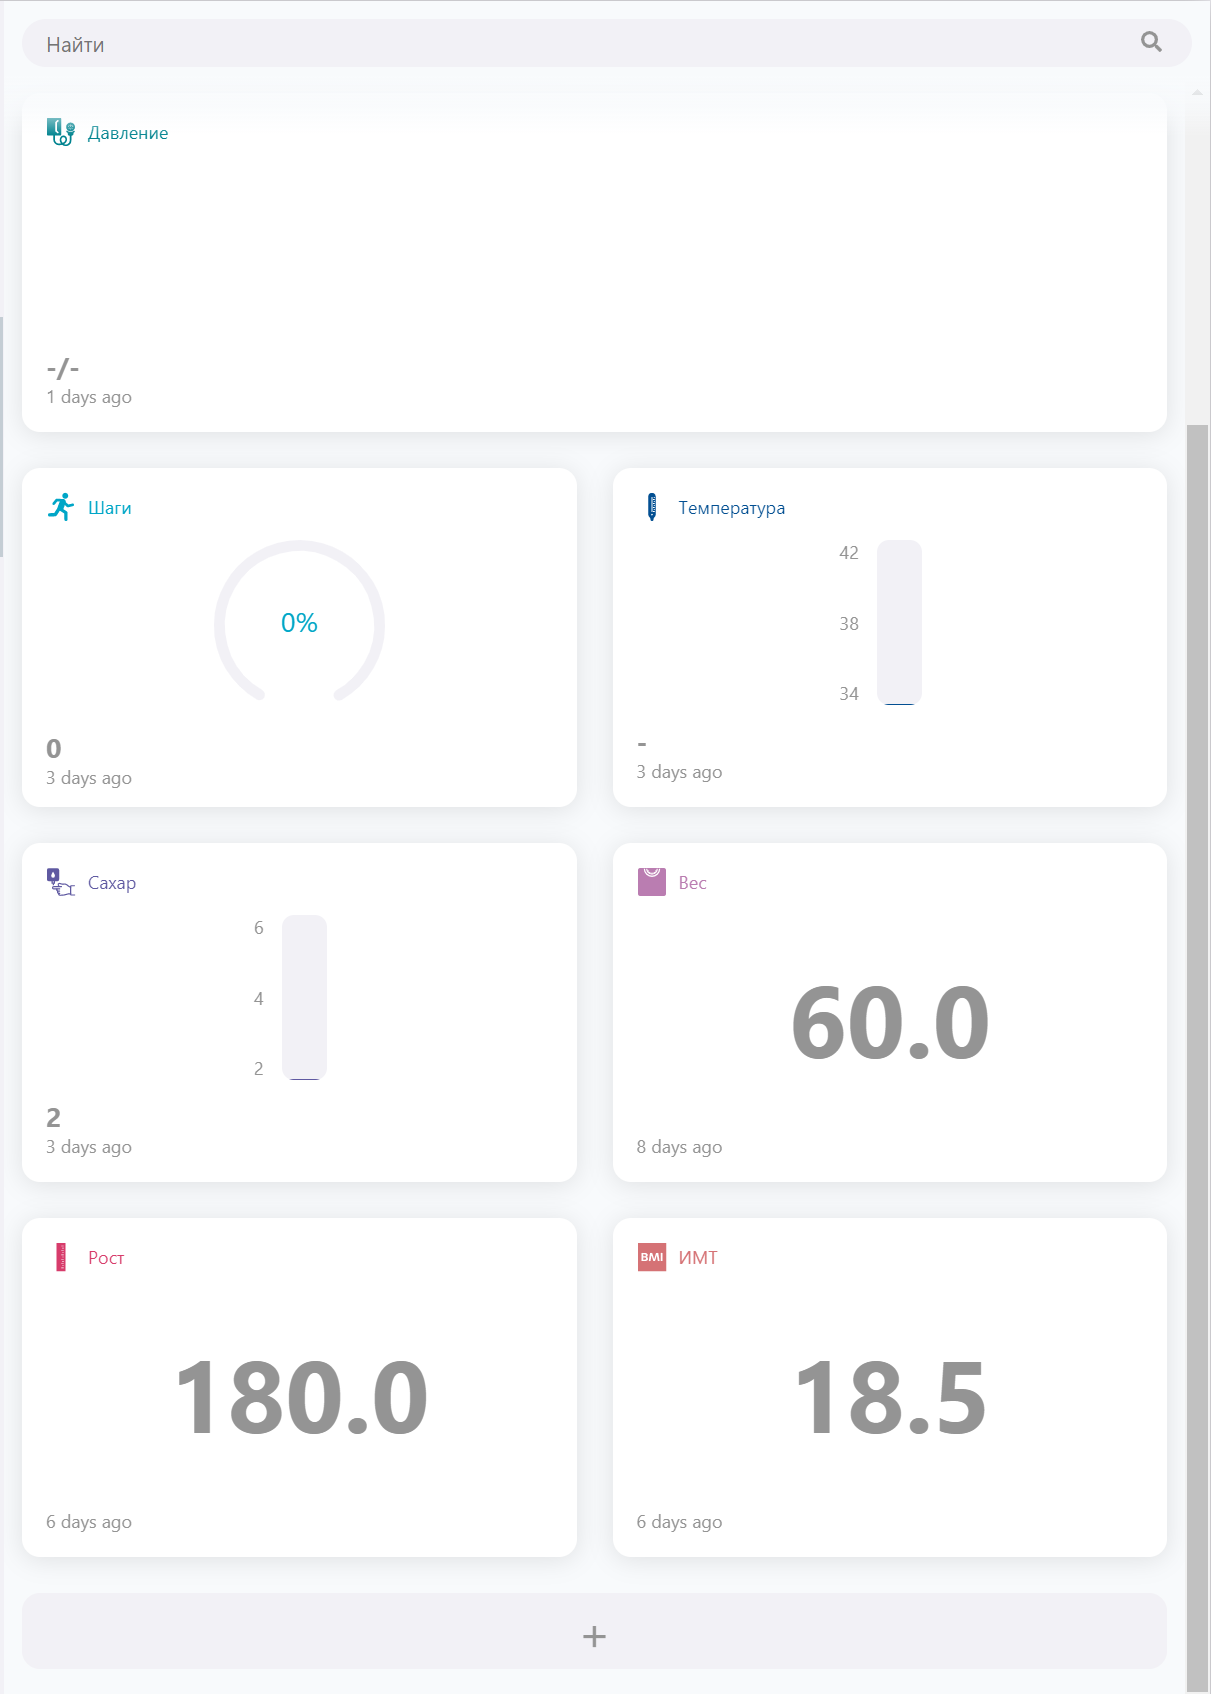 Найти
Давление
-/-
1 days ago
Шаги
0%
0
3 days ago
Температура
42
38
34
-
3 days ago
Сахар
6
4
2
2
3 days ago
Вес
60.0
8 days ago
Рост
180.0
6 days ago
BMI ИМТ
18.5
6 days ago
+